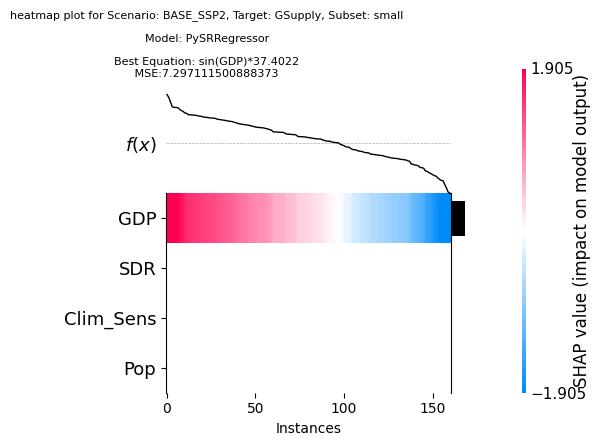 heatmap plot for Scenario: BASE_SSP2, Target: GSupply, Subset: small
Model: PySRRegressor
Best Equation: sin(GDP)*37.4022
MSE:7.297111500888373
1.905
f(x)
GDP
SDR
Clim_Sens
Pop
SHAP value (impact on model output)
−1.905
0
50
100
150
Instances